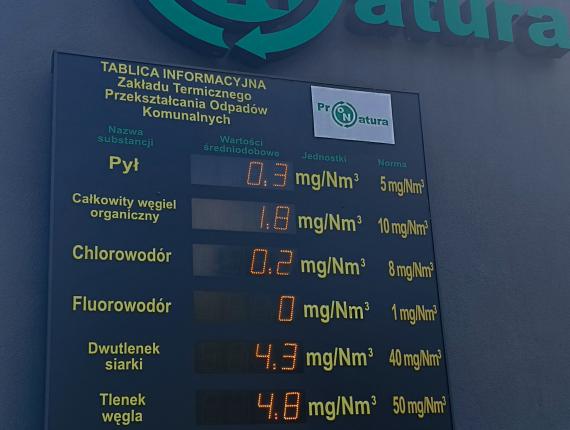 ProNatura
TABLICA INFORMACYJNA
Zakładu Termicznego
Przekształcania Odpadów
Komunalnych
ProNatura
Nazwa substancji Wartości średniodobowe Jednostki Norma
Pył 0.3 mg/Nm³ 5 mg/Nm³
Całkowity węgiel organiczny 1.8 mg/Nm³ 10 mg/Nm³
Chlorowodór 0.2 mg/Nm³ 8 mg/Nm³
Fluorowodór 0 mg/Nm³ 1 mg/Nm³
Dwutlenek siarki 4.3 mg/Nm³ 40 mg/Nm³
Tlenek węgla 4.8 mg/Nm³ 50 mg/Nm³